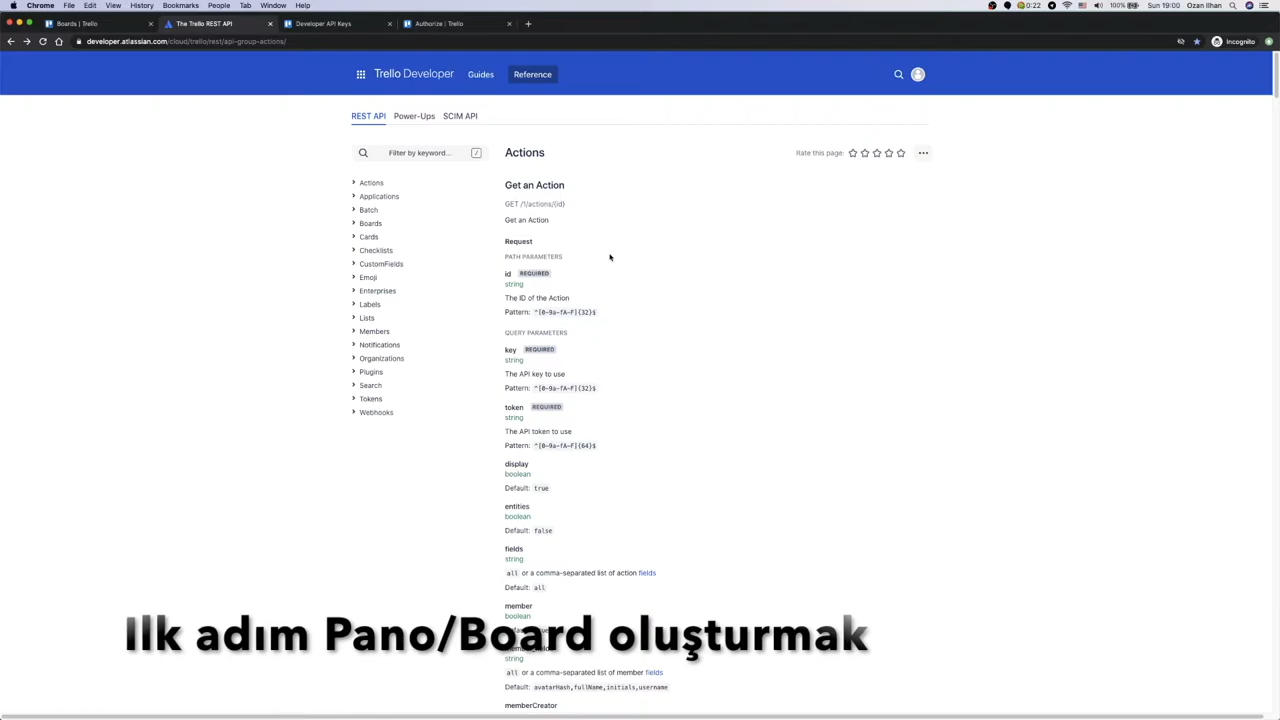 Chrome File Edit View History Bookmarks People Tab Window Help
0:22 100% Sun 19:00 Ozan Ilhan
Boards | Trello
The Trello REST API
Developer API Keys
Authorize | Trello
developer.atlassian.com/cloud/trello/rest/api-group-actions/
Incognito
Trello Developer Guides Reference
REST API Power-Ups SCIM API
Filter by keyword... /
Actions
Applications
Batch
Boards
Cards
Checklists
CustomFields
Emoji
Enterprises
Labels
Lists
Members
Notifications
Organizations
Plugins
Search
Tokens
Webhooks
Actions
Rate this page:
Get an Action
GET /1/actions/{id}
Get an Action
Request
PATH PARAMETERS
id REQUIRED
string
The ID of the Action
Pattern: ^[0-9a-fA-F]{32}$
QUERY PARAMETERS
key REQUIRED
string
The API key to use
Pattern: ^[0-9a-fA-F]{32}$
token REQUIRED
string
The API token to use
Pattern: ^[0-9a-fA-F]{64}$
display
boolean
Default: true
entities
boolean
Default: false
fields
string
all or a comma-separated list of action fields
Default: all
member
boolean
Ilk adım Pano/Board oluşturmak
string
all or a comma-separated list of member fields
Default: avatarHash,fullName,initials,username
memberCreator